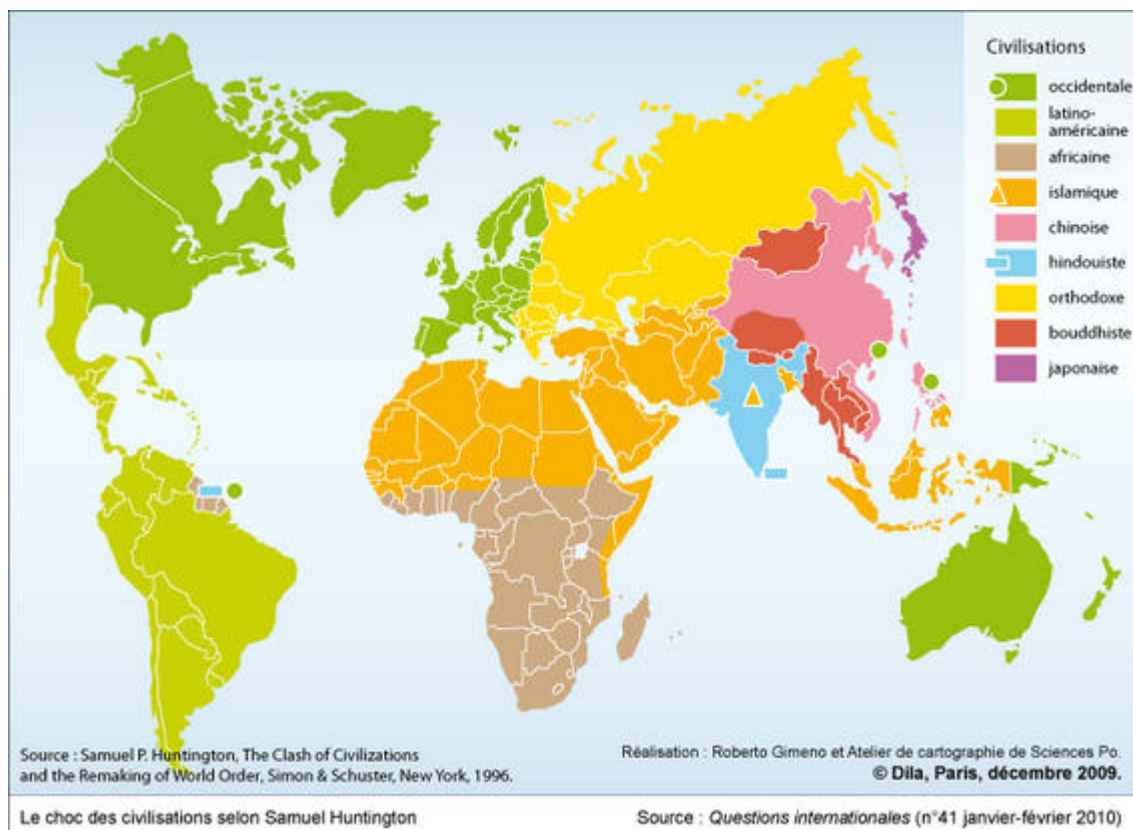 Civilisations
occidentale
latino-
américaine
africaine
islamique
chinoise
hindouiste
orthodoxe
bouddhiste
japonaise
Source : Samuel P. Huntington, The Clash of Civilizations
and the Remaking of World Order, Simon & Schuster, New York, 1996.
Réalisation : Roberto Gimeno et Atelier de cartographie de Sciences Po.
© Dila, Paris, décembre 2009.
Le choc des civilisations selon Samuel Huntington
Source : Questions internationales (n°41 janvier-février 2010)